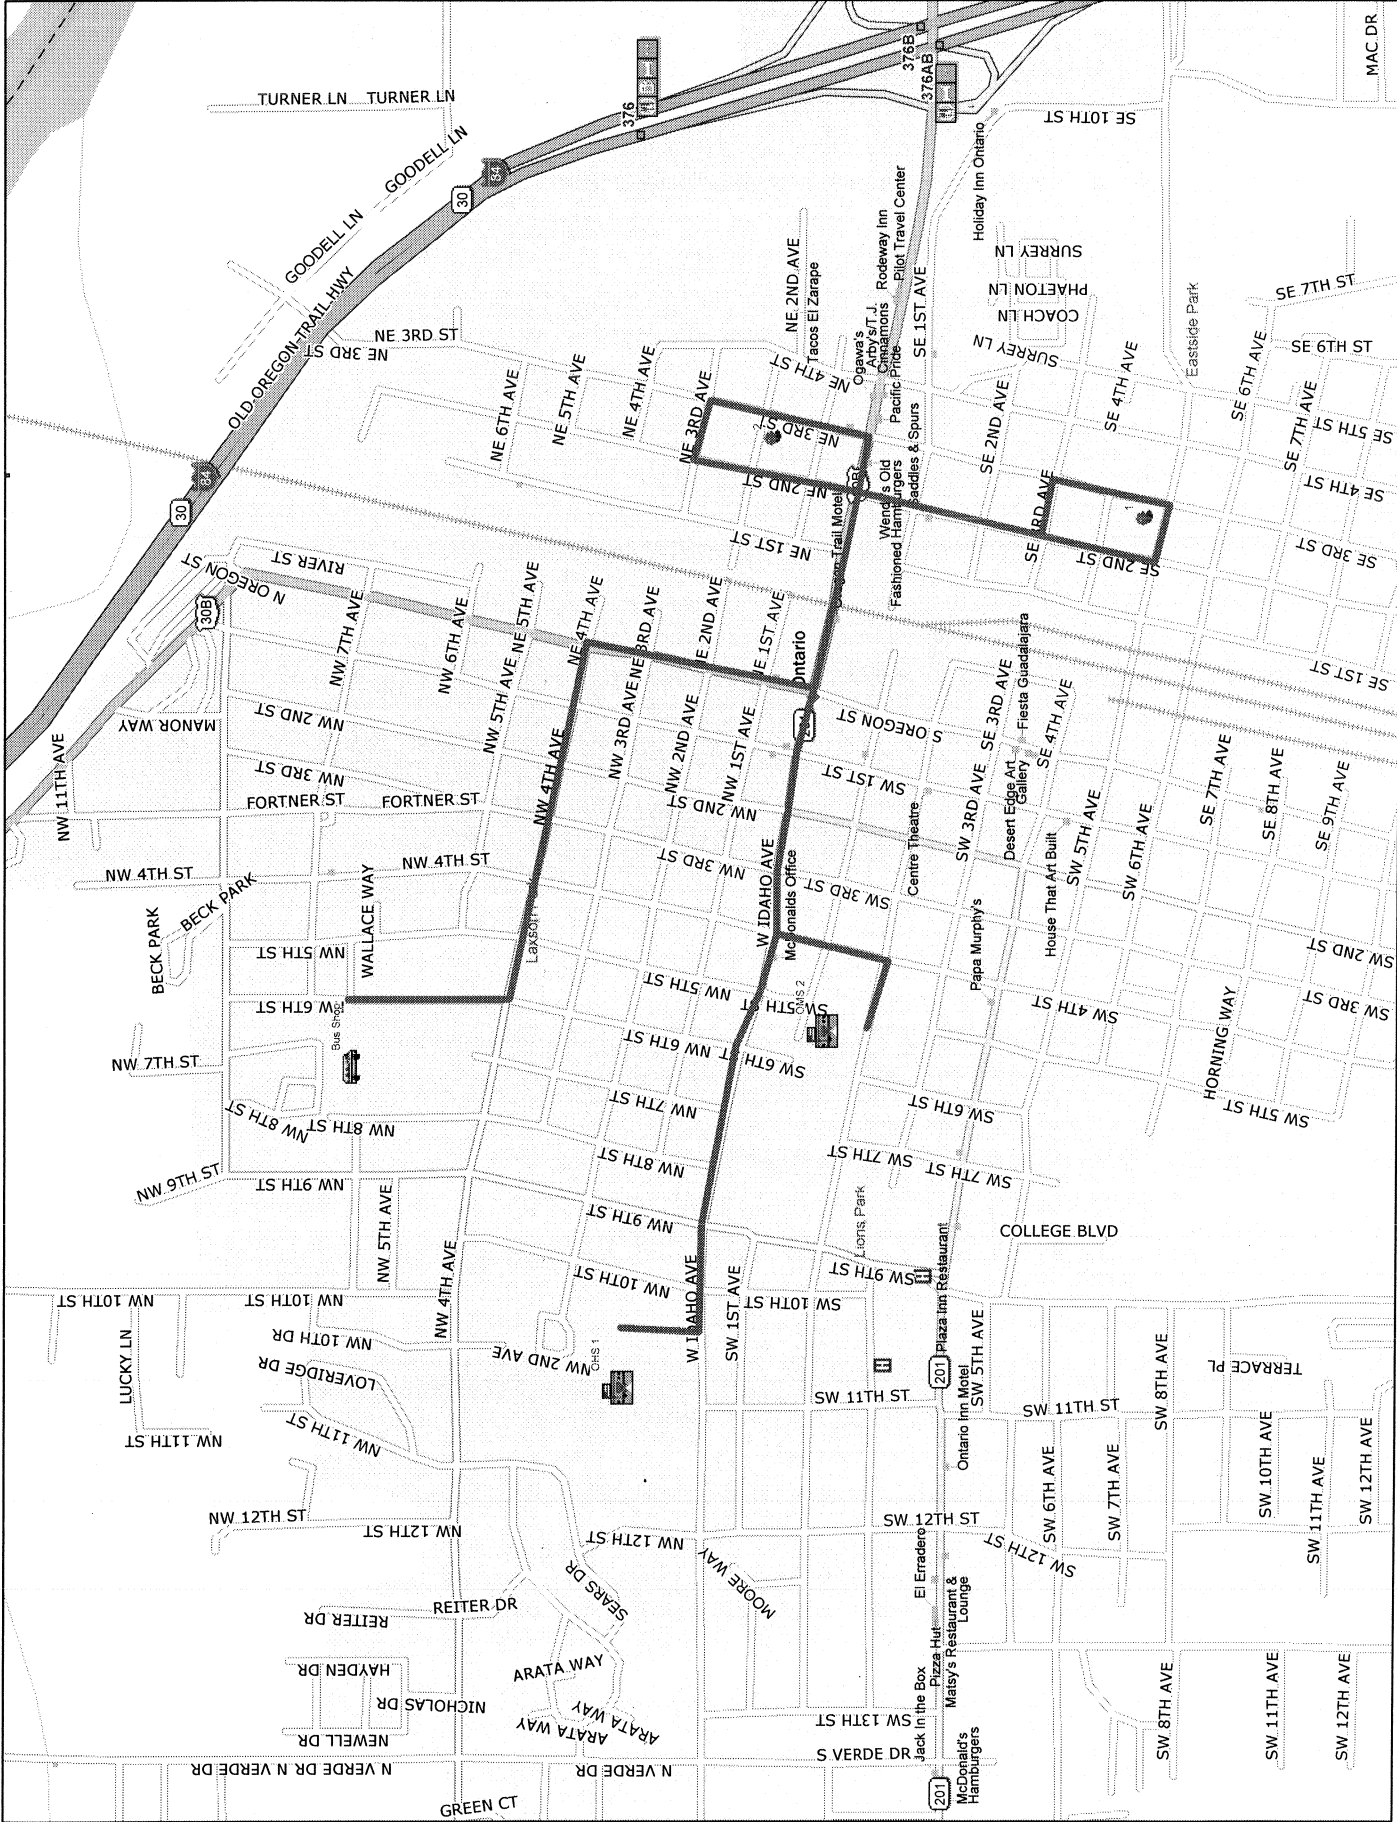 TURNER LN TURNER LN
MAC DR
376
376B
376AB
GOODELL LN
GOODELL LN
30
84
SE 10TH ST
Holiday Inn Ontario
OLD OREGON TRAIL HWY
NE 3RD ST
NE 3RD ST
NE 2ND AVE
Tacos El Zarape
Rodeway Inn
Pilot Travel Center
SE 1ST AVE
SURREY LN
PHAETON LN
COACH LN
SURREY LN
SE 7TH ST
Eastside Park
SE 6TH ST
NE 6TH AVE
NE 5TH AVE
NE 4TH AVE
NE 3RD AVE
NE 4TH ST
NE 3RD ST
2
Ogawa's
Arby's/T.J.
Cinnamons
Pacific Pride
SE 2ND AVE
SE 4TH AVE
SE 6TH AVE
SE 7TH AVE
SE 5TH ST
SE 4TH ST
SE 3RD ST
84
30
NE 2ND ST
NE 2ND
NE 1ST ST
Wendy's Old
Fashioned Hamburgers
Saddles & Spurs
SE 2ND ST
1
RIVER ST
N OREGON ST
30B
NW 7TH AVE
NW 6TH AVE
NW 5TH AVE NE 5TH AVE
NE 4TH AVE
NW 3RD AVE
NW 2ND AVE
NW 1ST AVE
Ontario
S OREGON ST
SE 3RD AVE
Fiesta Guadalajara
SE 4TH AVE
SE 1ST ST
MANOR WAY
NW 2ND ST
NW 3RD ST
NW 11TH AVE
FORTNER ST FORTNER ST
NW 4TH AVE
NW 2ND ST
NW 3RD ST
SW 1ST ST
SW 3RD ST
Centre Theatre
SW 3RD AVE
Desert Edge Art
Gallery
House That Art Built
SW 5TH AVE
SW 6TH AVE
SE 7TH AVE
SE 8TH AVE
SE 9TH AVE
NW 4TH ST
NW 4TH ST
BECK PARK
BECK PARK
WALLACE WAY
NW 5TH ST
NW 6TH ST
Bus Shop
W IDAHO AVE
McDonalds Office
Papa Murphy's
SW 2ND ST
SW 3RD ST
SW 4TH ST
NW 5TH ST
SW 5TH ST
OMS 2
NW 6TH ST
SW 6TH ST
SW 6TH ST
HORNING WAY
SW 5TH ST
NW 7TH ST
NW 8TH ST
NW 8TH ST
NW 7TH ST
NW 8TH ST
SW 7TH ST
SW 7TH ST
NW 9TH ST
NW 9TH ST
NW 5TH AVE
NW 9TH ST
Lions Park
COLLEGE BLVD
NW 10TH ST
NW 10TH ST
NW 4TH AVE
NW 10TH ST
W IDAHO AVE
SW 1ST AVE
SW 10TH ST
SW 9TH ST
Plaza Inn Restaurant
LUCKY LN
NW 10TH DR
LOVERIDGE DR
NW 2ND AVE
OHS 1
201
Ontario Inn Motel
SW 5TH AVE
SW 8TH AVE
TERRACE PL
NW 11TH ST
NW 11TH ST
SW 11TH ST
SW 11TH ST
SW 6TH AVE
SW 7TH AVE
SW 10TH AVE
SW 11TH AVE
SW 12TH AVE
NW 12TH ST
NW 12TH ST
NW 12TH ST
SW 12TH ST
SW 12TH ST
MOORE WAY
SEARS DR
El Erradero
REITER DR
REITER DR
HAYDEN DR
NICHOLAS DR
NEWELL DR
ARATA WAY
ARATA WAY
ARATA WAY
SW 13TH ST
Pizza Hut
Matsy's Restaurant &
Lounge
Jack In the Box
SW 8TH AVE
SW 11TH AVE
SW 12TH AVE
N VERDE DR N VERDE DR
N VERDE DR
S VERDE DR
GREEN CT
201
McDonald's
Hamburgers